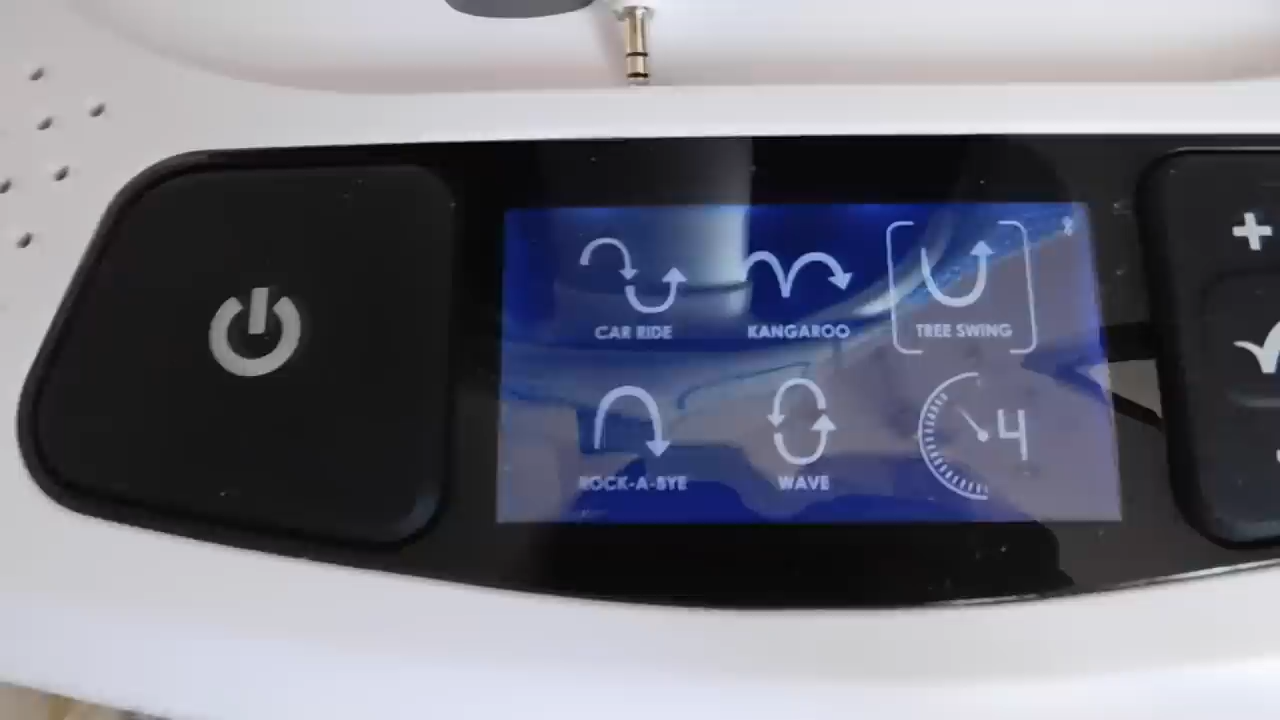 CAR RIDE
KANGAROO
TREE SWING
ROCK-A-BYE
WAVE
4